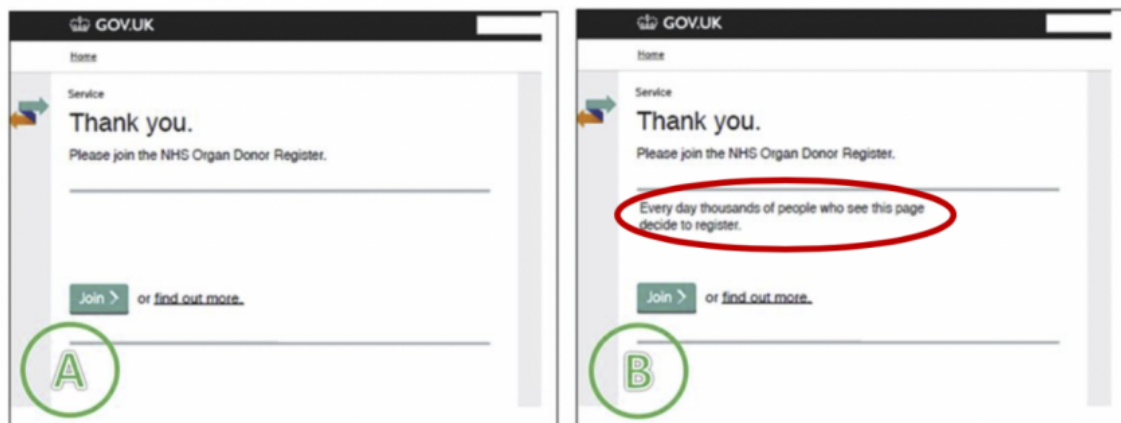 GOV.UK
Home
Service
Thank you.
Please join the NHS Organ Donor Register.
Join
or find out more.
A
GOV.UK
Home
Service
Thank you.
Please join the NHS Organ Donor Register.
Every day thousands of people who see this page
decide to register.
Join
or find out more.
B